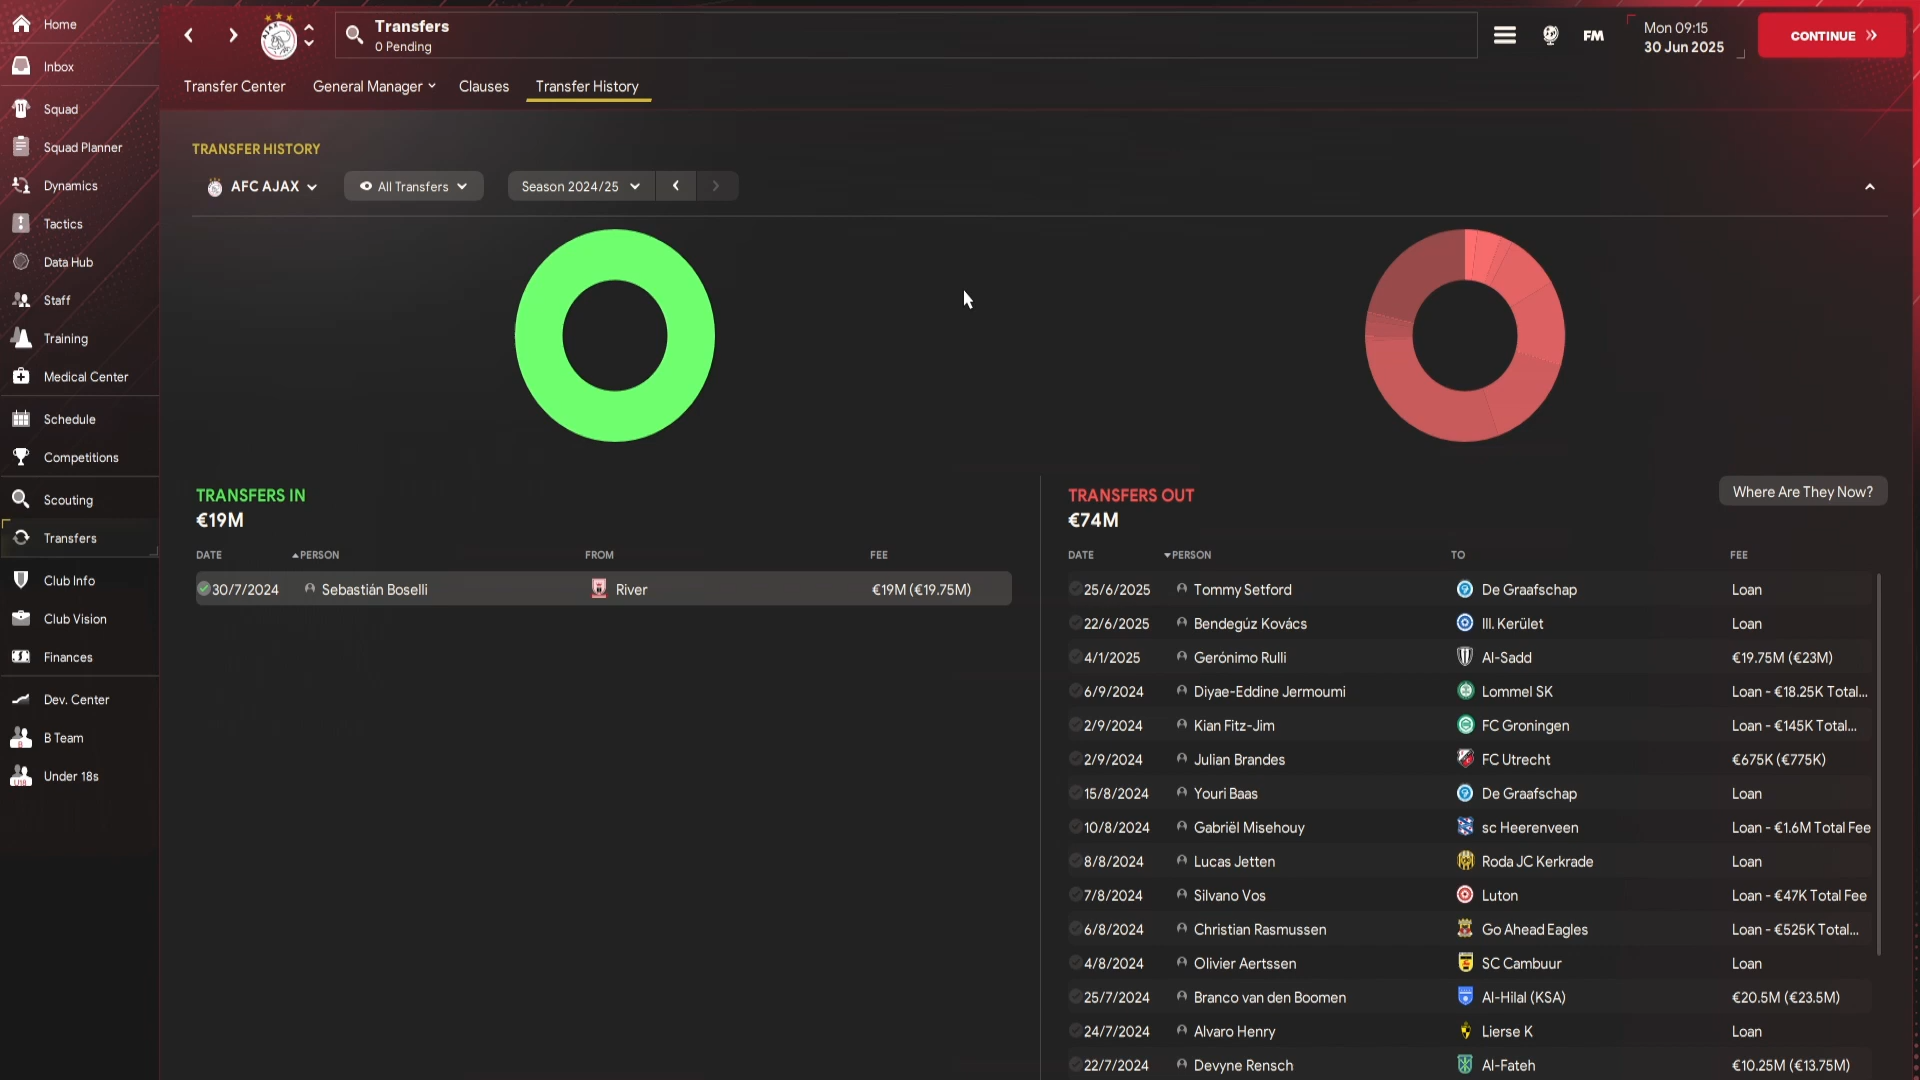 Home
Inbox
Squad
Squad Planner
Dynamics
Tactics
Data Hub
Staff
Training
Medical Center
Schedule
Competitions
Scouting
Transfers
Club Info
Club Vision
Finances
Dev. Center
B Team
Under 18s
Transfers
0 Pending
FM
Mon 09:15
30 Jun 2025
CONTINUE
Transfer Center General Manager Clauses Transfer History
TRANSFER HISTORY
AFC AJAX All Transfers Season 2024/25
TRANSFERS IN
€19M
DATE PERSON FROM FEE
30/7/2024 Sebastián Boselli River €19M (€19.75M)
TRANSFERS OUT
€74M
Where Are They Now?
DATE PERSON TO FEE
25/6/2025 Tommy Setford De Graafschap Loan
22/6/2025 Bendegúz Kovács III. Kerület Loan
4/1/2025 Gerónimo Rulli Al-Sadd €19.75M (€23M)
6/9/2024 Diyae-Eddine Jermoumi Lommel SK Loan - €18.25K Total...
2/9/2024 Kian Fitz-Jim FC Groningen Loan - €145K Total...
2/9/2024 Julian Brandes FC Utrecht €675K (€775K)
15/8/2024 Youri Baas De Graafschap Loan
10/8/2024 Gabriël Misehouy sc Heerenveen Loan - €1.6M Total Fee
8/8/2024 Lucas Jetten Roda JC Kerkrade Loan
7/8/2024 Silvano Vos Luton Loan - €47K Total Fee
6/8/2024 Christian Rasmussen Go Ahead Eagles Loan - €525K Total...
4/8/2024 Olivier Aertssen SC Cambuur Loan
25/7/2024 Branco van den Boomen Al-Hilal (KSA) €20.5M (€23.5M)
24/7/2024 Alvaro Henry Lierse K Loan
22/7/2024 Devyne Rensch Al-Fateh €10.25M (€13.75M)